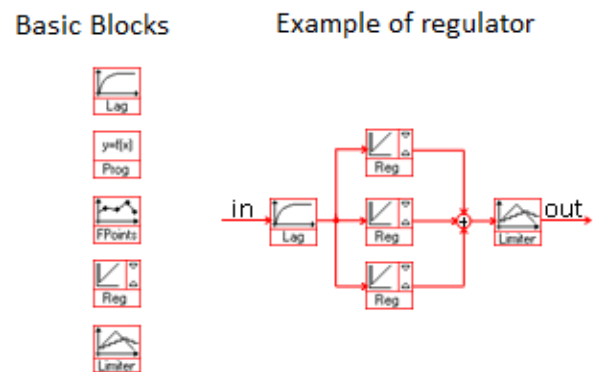 Basic Blocks
Example of regulator
Lag
y=f(x)
Prog
FPoints
Reg
Limiter
in
Lag
Reg
Reg
Reg
+
Limiter
out